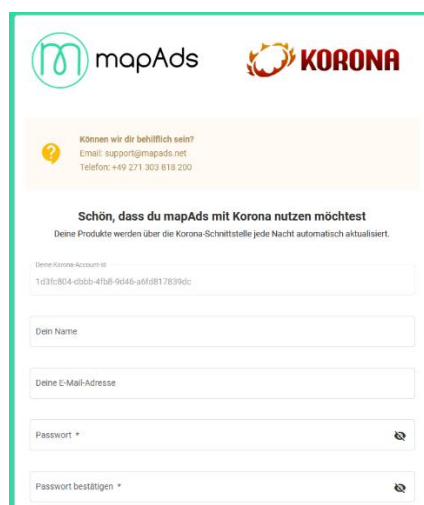 mapAds
KORONA
Können wir dir behilflich sein?
Email: support@mapads.net
Telefon: +49 271 303 818 200
Schön, dass du mapAds mit Korona nutzen möchtest
Deine Produkte werden über die Korona-Schnittstelle jede Nacht automatisch aktualisiert.
Deine Korona-Account-Id
1d3fc804-dbbb-4fb8-9d46-a6fd817839dc
Dein Name
Deine E-Mail-Adresse
Passwort *
Passwort bestätigen *